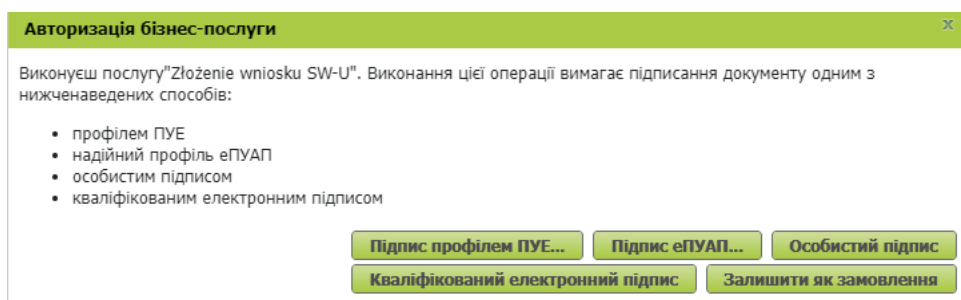 Авторизація бізнес-послуги x
Виконуєш послугу"Złożenie wniosku SW-U". Виконання цієї операції вимагає підписання документу одним з
нижченаведених способів:
• профілем ПУЕ
• надійний профіль еПУАП
• особистим підписом
• кваліфікованим електронним підписом
Підпис профілем ПУЕ... Підпис еПУАП... Особистий підпис
Кваліфікований електронний підпис Залишити як замовлення